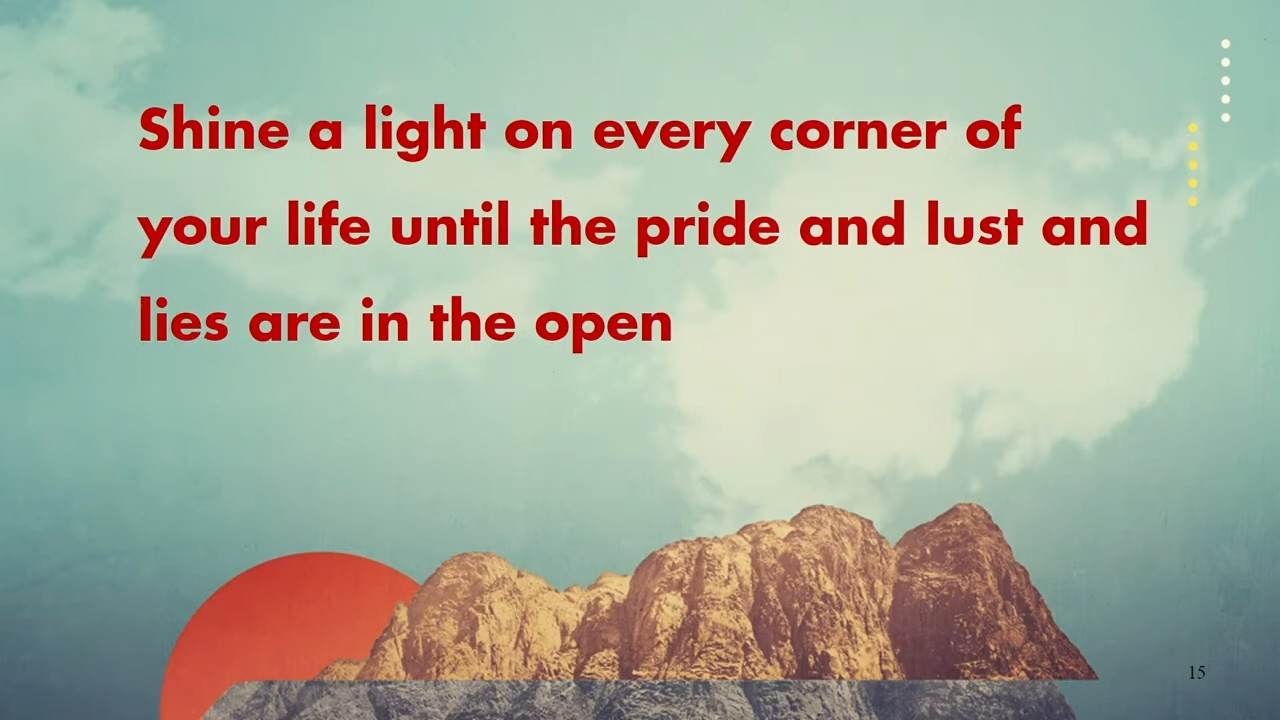 Shine a light on every corner of
your life until the pride and lust and
lies are in the open
15